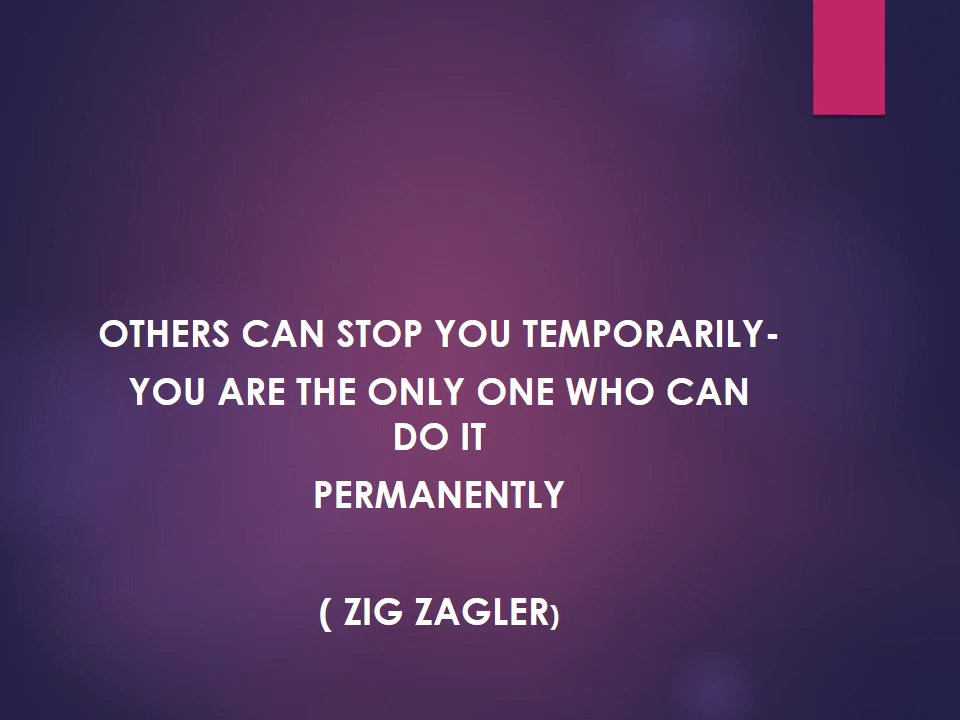 OTHERS CAN STOP YOU TEMPORARILY-
YOU ARE THE ONLY ONE WHO CAN
DO IT
PERMANENTLY
( ZIG ZAGLER)